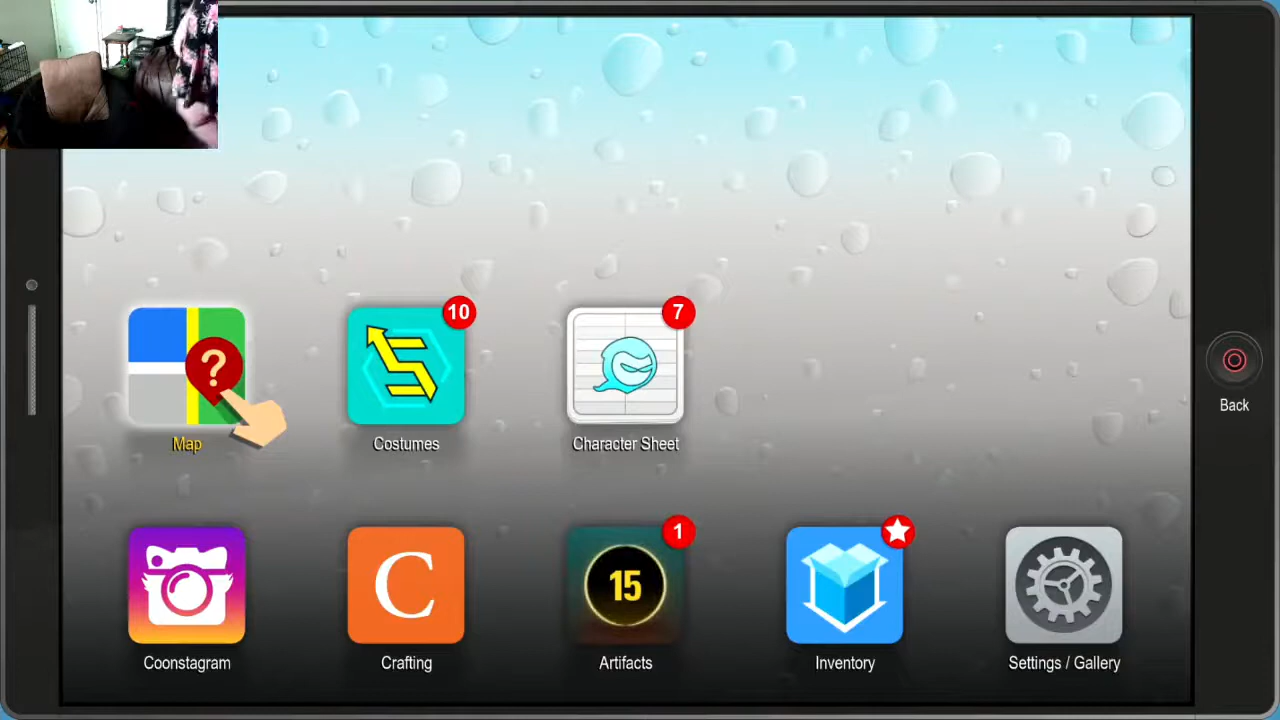 10
7
?
Back
Map
Costumes
Character Sheet
1
C
15
Coonstagram
Crafting
Artifacts
Inventory
Settings / Gallery